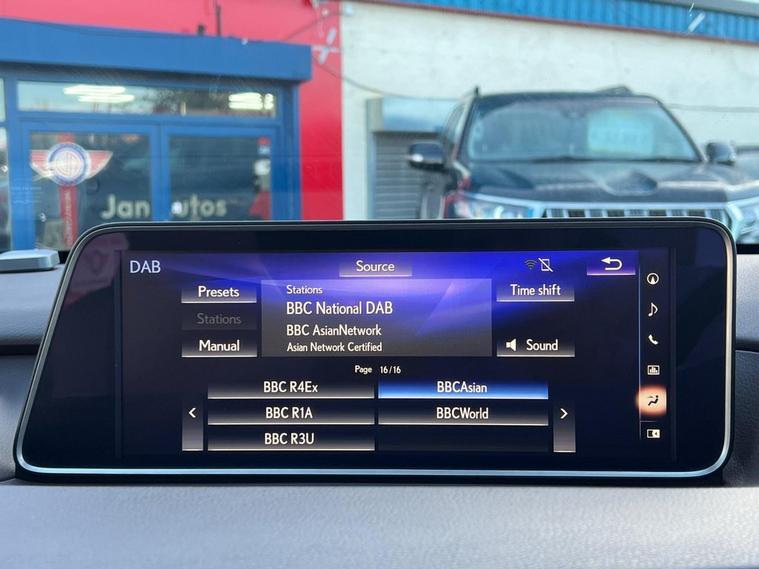 Jan Autos
DAB
Source
Presets
Stations
Manual
Stations
BBC National DAB
BBC AsianNetwork
Asian Network Certified
Time shift
Sound
Page 16/16
BBC R4Ex
BBCAsian
<
BBC R1A
BBCWorld
>
BBC R3U